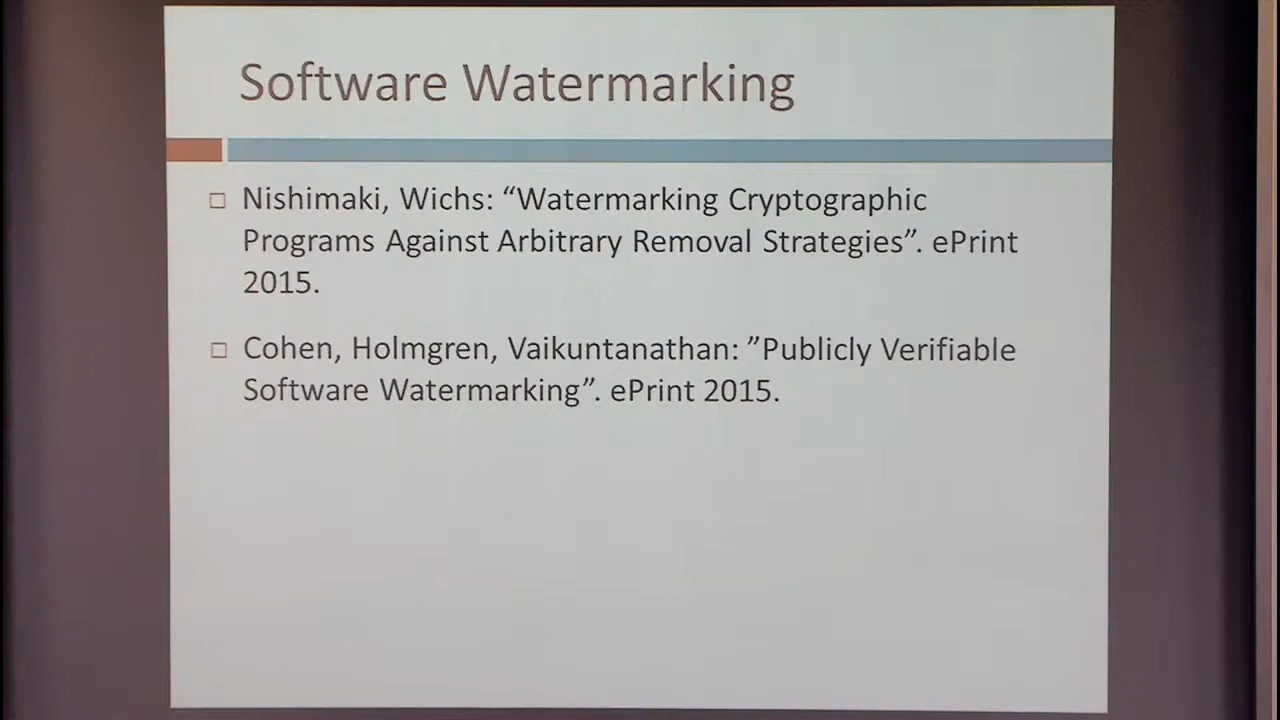 Software Watermarking
Nishimaki, Wichs: “Watermarking Cryptographic
Programs Against Arbitrary Removal Strategies”. ePrint
2015.
Cohen, Holmgren, Vaikuntanathan: ”Publicly Verifiable
Software Watermarking”. ePrint 2015.